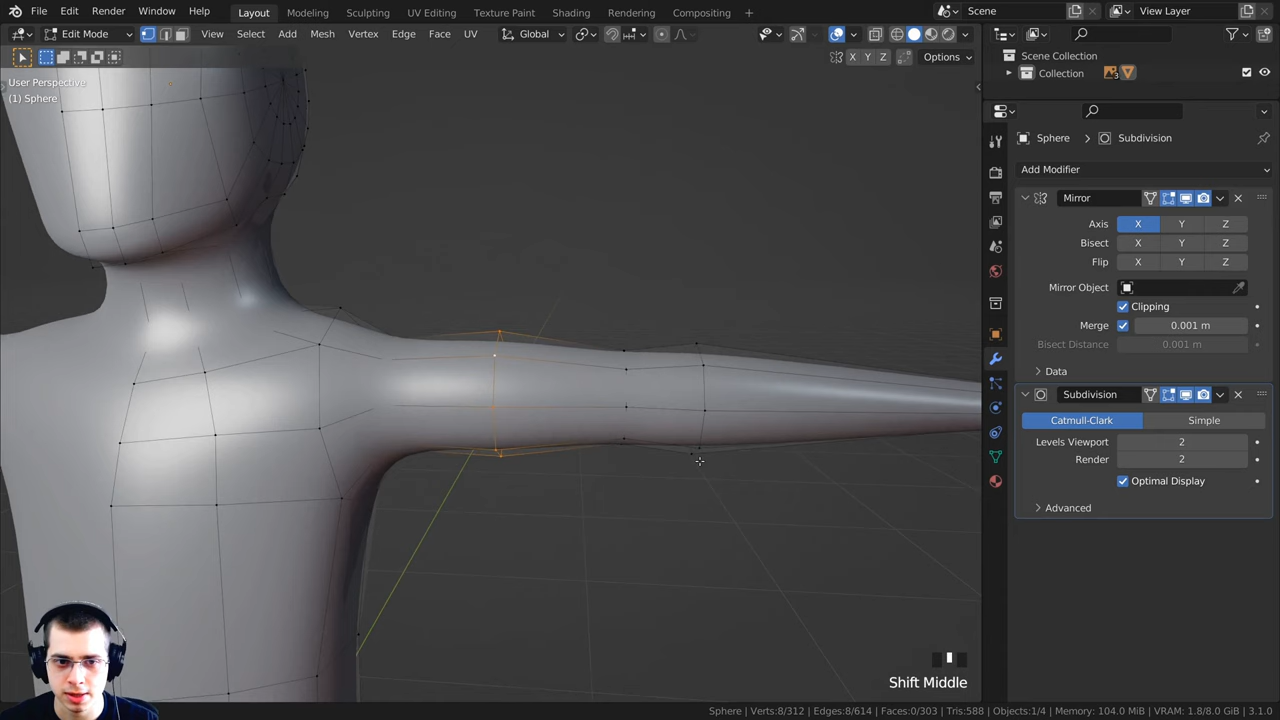 File Edit Render Window Help Layout Modeling Sculpting UV Editing Texture Paint Shading Rendering Compositing + Scene View Layer
Edit Mode View Select Add Mesh Vertex Edge Face UV Global
X Y Z Options
User Perspective
(1) Sphere
Scene Collection
Collection 3
Sphere > Subdivision
Add Modifier
Mirror
Axis X Y Z
Bisect X Y Z
Flip X Y Z
Mirror Object
Clipping
Merge 0.001 m
Bisect Distance 0.001 m
Data
Subdivision
Catmull-Clark Simple
Levels Viewport 2
Render 2
Optimal Display
Advanced
Shift Middle
Sphere | Verts:8/312 | Edges:8/614 | Faces:0/303 | Tris:588 | Objects:1/4 | Memory: 104.0 MiB | VRAM: 1.8/8.0 GiB | 3.1.0